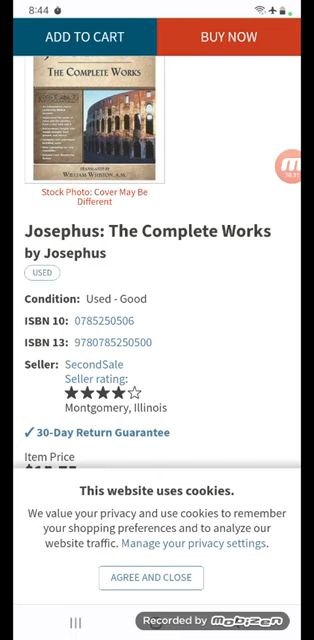 8:44
ADD TO CART
BUY NOW
THE COMPLETE WORKS
TRANSLATED BY
WILLIAM WHISTON, A.M.
Stock Photo: Cover May Be
Different
Josephus: The Complete Works
by Josephus
USED
Condition: Used - Good
ISBN 10: 0785250506
ISBN 13: 9780785250500
Seller: SecondSale
Seller rating:
Montgomery, Illinois
✓ 30-Day Return Guarantee
Item Price
This website uses cookies.
We value your privacy and use cookies to remember
your shopping preferences and to analyze our
website traffic. Manage your privacy settings.
AGREE AND CLOSE
Recorded by mobizen